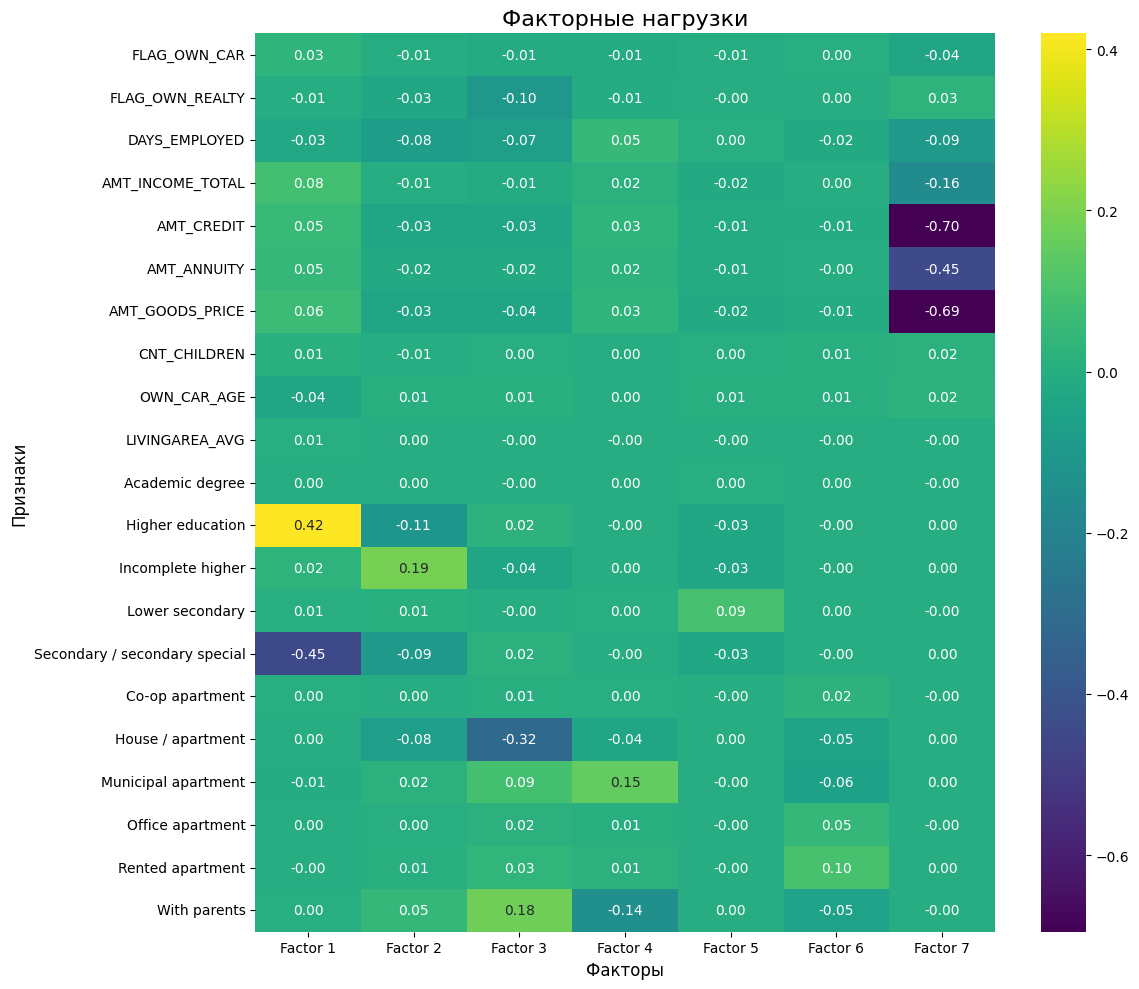 Факторные нагрузки
FLAG_OWN_CAR 0.03 -0.01 -0.01 -0.01 -0.01 0.00 -0.04
FLAG_OWN_REALTY -0.01 -0.03 -0.10 -0.01 -0.00 0.00 0.03
DAYS_EMPLOYED -0.03 -0.08 -0.07 0.05 0.00 -0.02 -0.09
AMT_INCOME_TOTAL 0.08 -0.01 -0.01 0.02 -0.02 0.00 -0.16
AMT_CREDIT 0.05 -0.03 -0.03 0.03 -0.01 -0.01 -0.70
AMT_ANNUITY 0.05 -0.02 -0.02 0.02 -0.01 -0.00 -0.45
AMT_GOODS_PRICE 0.06 -0.03 -0.04 0.03 -0.02 -0.01 -0.69
CNT_CHILDREN 0.01 -0.01 0.00 0.00 0.00 0.01 0.02
OWN_CAR_AGE -0.04 0.01 0.01 0.00 0.01 0.01 0.02
LIVINGAREA_AVG 0.01 0.00 -0.00 -0.00 -0.00 -0.00 -0.00
Academic degree 0.00 0.00 -0.00 0.00 0.00 0.00 -0.00
Higher education 0.42 -0.11 0.02 -0.00 -0.03 -0.00 0.00
Incomplete higher 0.02 0.19 -0.04 0.00 -0.03 -0.00 0.00
Lower secondary 0.01 0.01 -0.00 0.00 0.09 0.00 -0.00
Secondary / secondary special -0.45 -0.09 0.02 -0.00 -0.03 -0.00 0.00
Co-op apartment 0.00 0.00 0.01 0.00 -0.00 0.02 -0.00
House / apartment 0.00 -0.08 -0.32 -0.04 0.00 -0.05 0.00
Municipal apartment -0.01 0.02 0.09 0.15 -0.00 -0.06 0.00
Office apartment 0.00 0.00 0.02 0.01 -0.00 0.05 -0.00
Rented apartment -0.00 0.01 0.03 0.01 -0.00 0.10 0.00
With parents 0.00 0.05 0.18 -0.14 0.00 -0.05 -0.00
Factor 1 Factor 2 Factor 3 Factor 4 Factor 5 Factor 6 Factor 7
Факторы
Признаки
0.4
0.2
0.0
−0.2
−0.4
−0.6